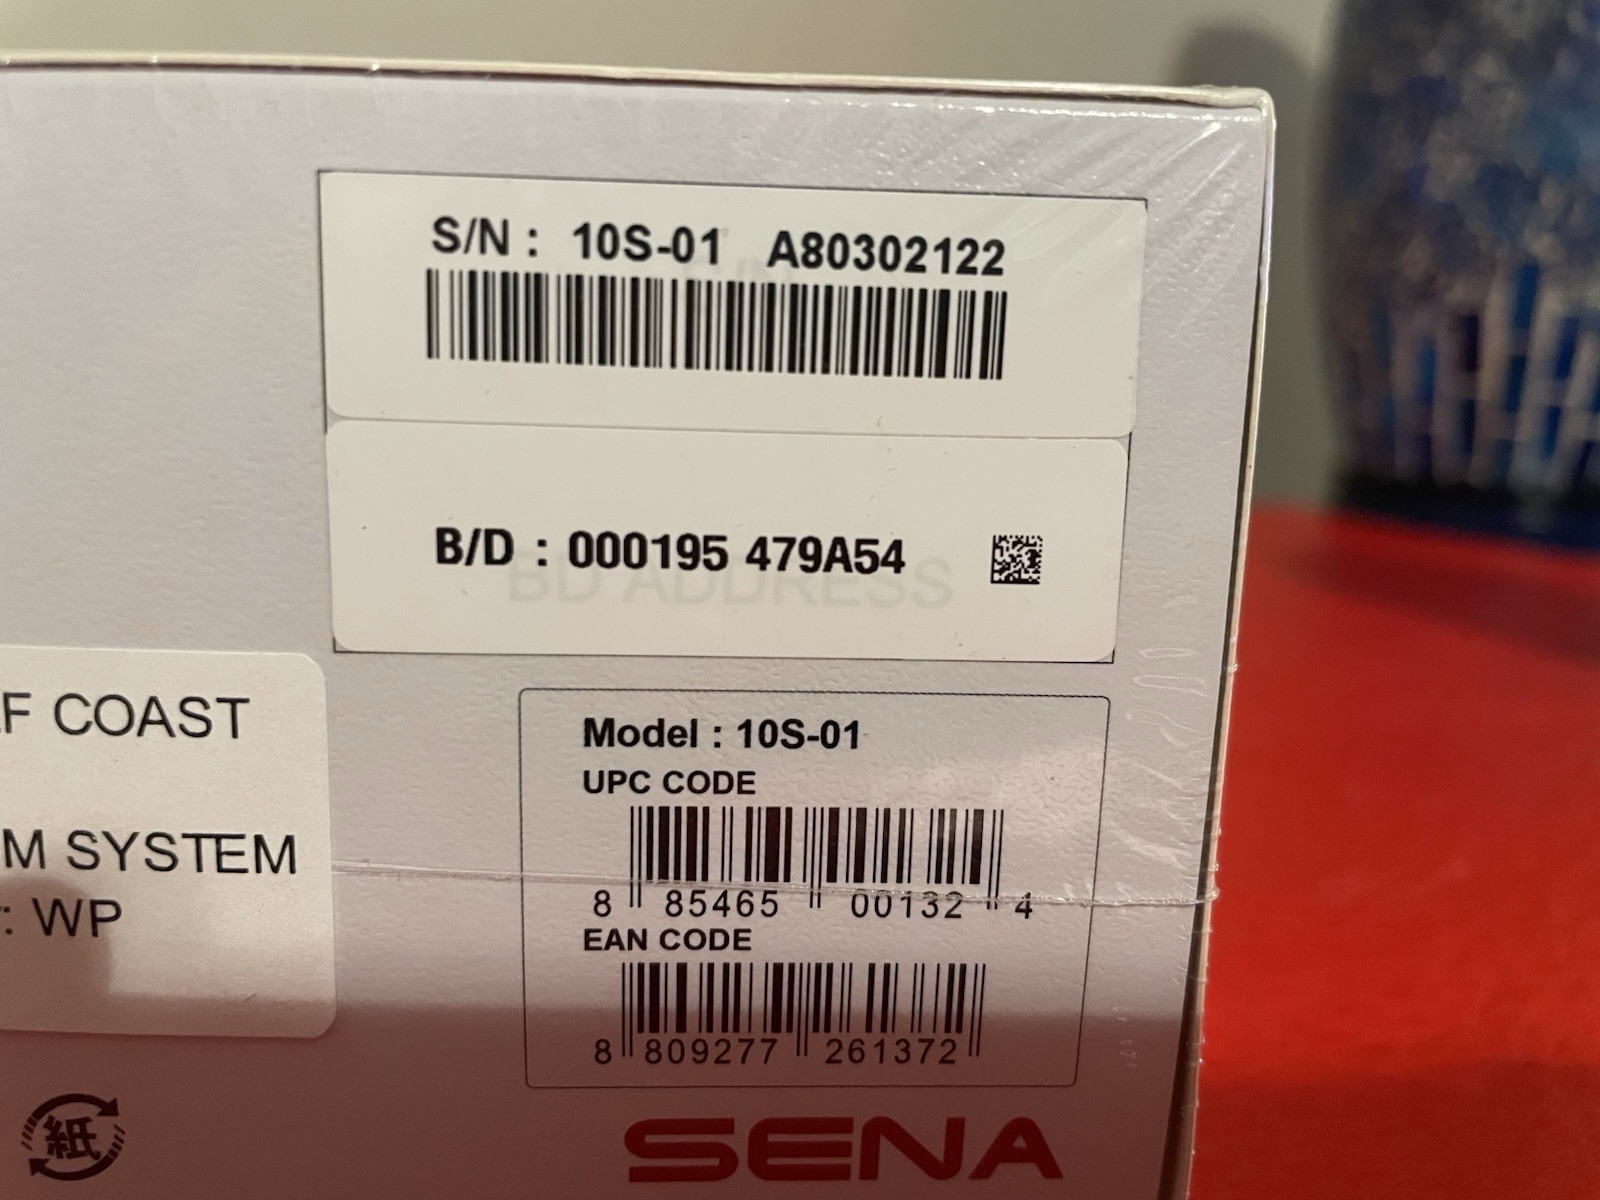 S/N : 10S-01 A80302122
B/D : 000195 479A54
BD ADDRESS
F COAST
M SYSTEM
: WP
Model : 10S-01
UPC CODE
8 85465 00132 4
EAN CODE
8 809277 261372
紙
SENA